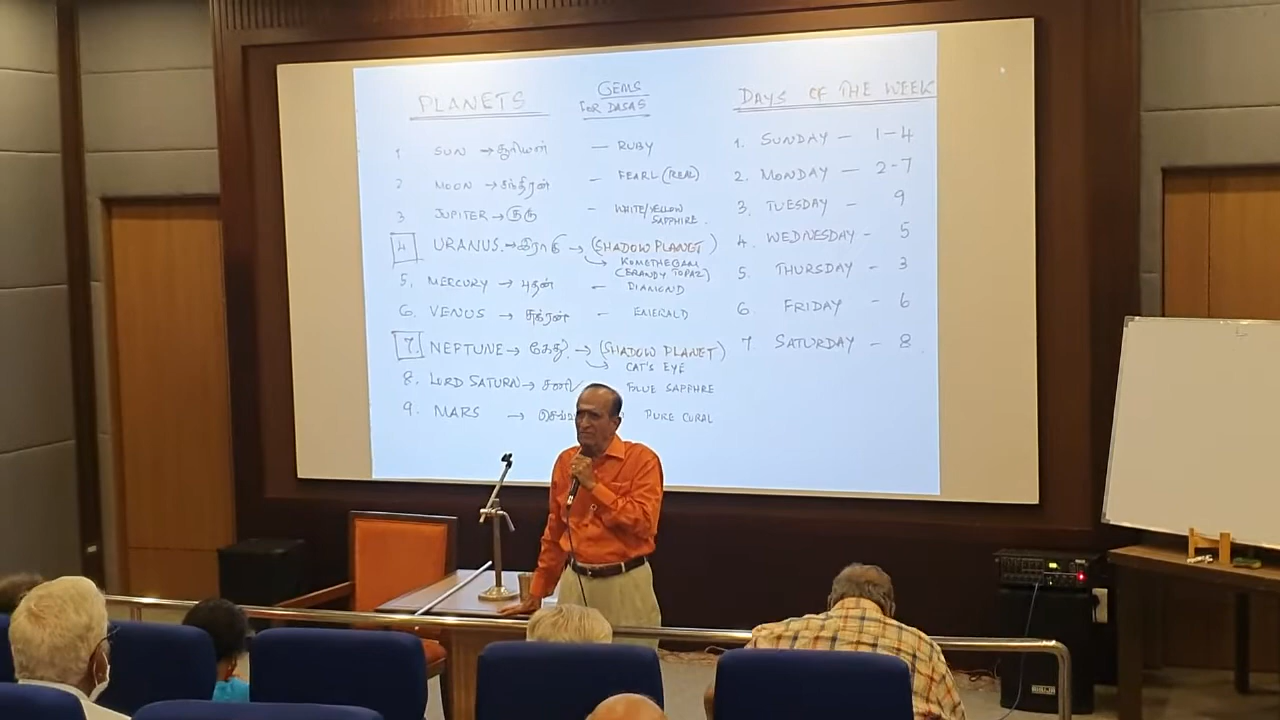 PLANETS
GEMS
FOR DASAS
DAYS OF THE WEEK
1 SUN → சூரியன் — RUBY
2 MOON → சந்திரன் — PEARL (REAL)
3 JUPITER → குரு — WHITE/YELLOW SAPPHIRE
4. URANUS → இராகு → (SHADOW PLANET)
KOMETHEGAM
(BRANDY TOPAZ)
5. MERCURY → புதன் — DIAMOND
6. VENUS → சுக்ரன் — EMERALD
7. NEPTUNE → கேது → (SHADOW PLANET)
CAT'S EYE
8. LORD SATURN → சனி BLUE SAPPHRE
9. MARS → PURE CORAL
1. SUNDAY — 1-4
2. MONDAY — 2-7
3. TUESDAY — 9
4. WEDNESDAY - 5
5. THURSDAY - 3
6. FRIDAY - 6
7 SATURDAY - 8